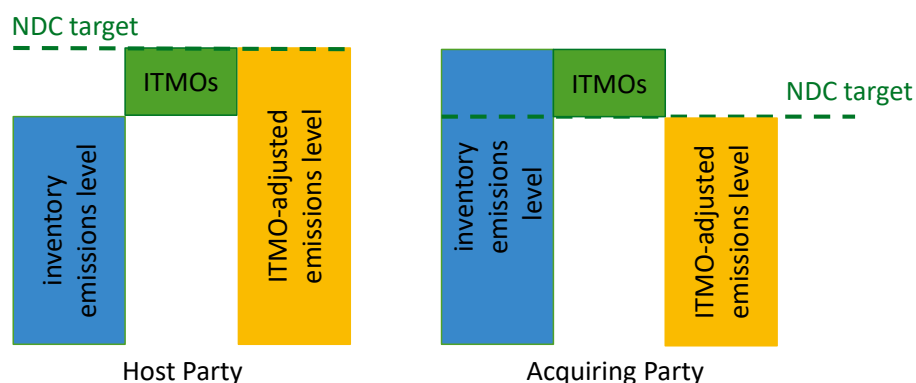 NDC target
ITMOs
inventory
emissions level
ITMO-adjusted
emissions level
Host Party
ITMOs
NDC target
inventory
emissions
level
ITMO-adjusted
emissions level
Acquiring Party